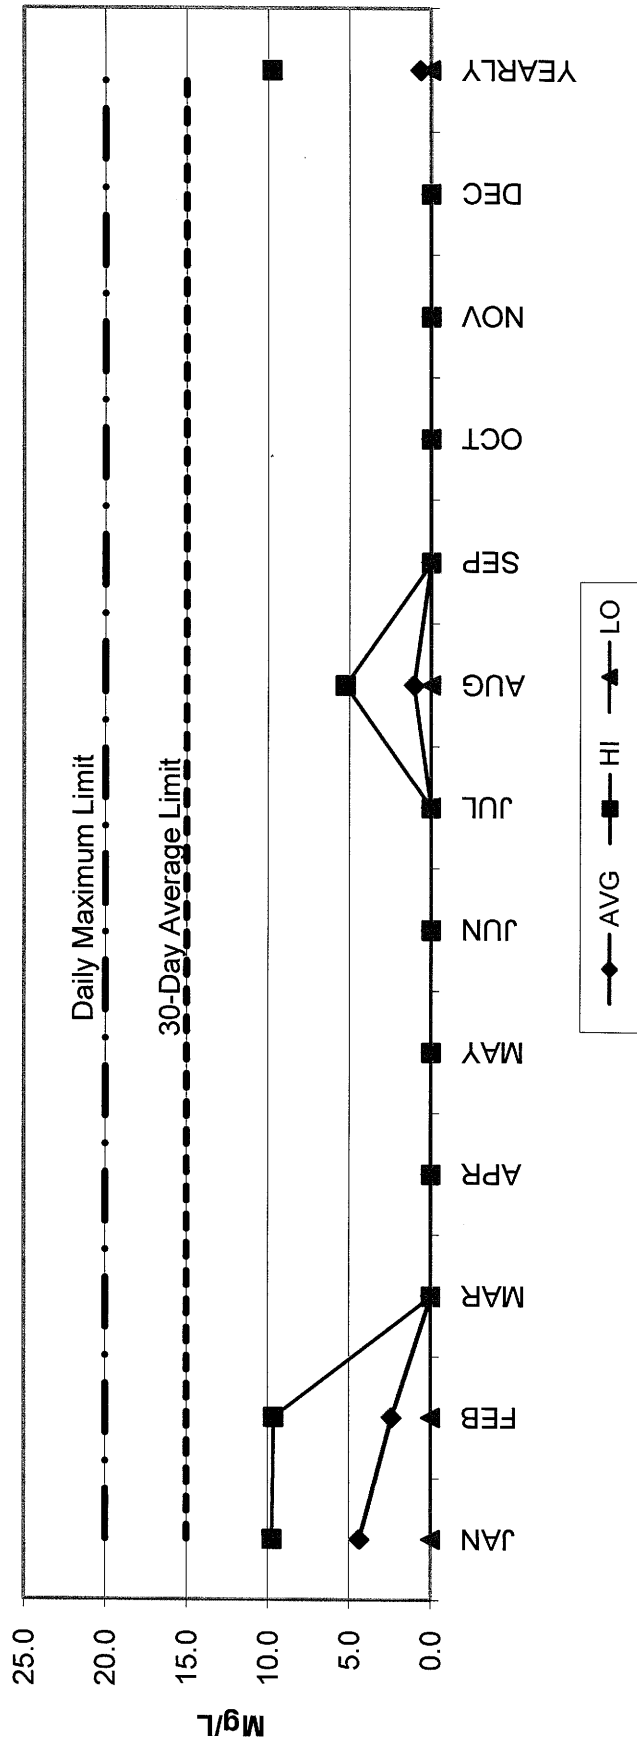 Mg/L
25.0
20.0
15.0
10.0
5.0
0.0
Daily Maximum Limit
30-Day Average Limit
JAN
FEB
MAR
APR
MAY
JUN
JUL
AUG
SEP
OCT
NOV
DEC
YEARLY
AVG HI LO